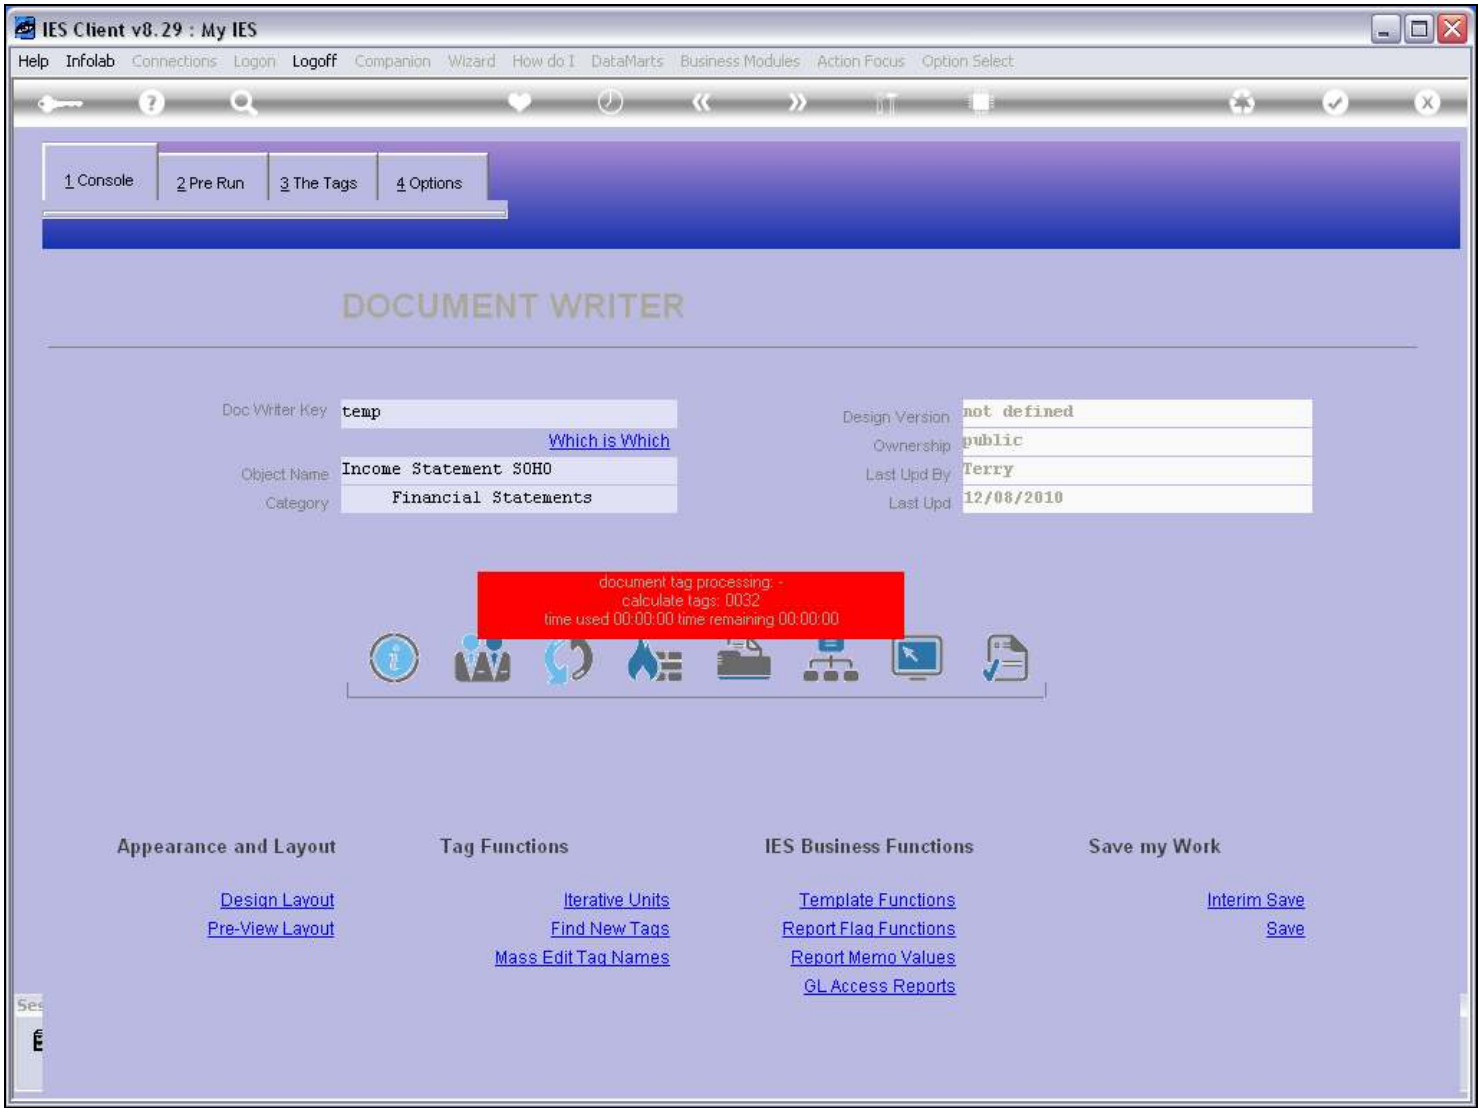 IES Client v8.29 : My IES
Help Infolab Connections Logon Logoff Companion Wizard How do I DataMarts Business Modules Action Focus Option Select
1 Console
2 Pre Run
3 The Tags
4 Options
DOCUMENT WRITER
Doc Writer Key temp
Which is Which
Object Name Income Statement SOHO
Category Financial Statements
Design Version not defined
Ownership public
Last Upd By Terry
Last Upd 12/08/2010
document tag processing: -
calculate tags: 0032
time used 00:00:00 time remaining 00:00:00
Appearance and Layout
Design Layout
Pre-View Layout
Tag Functions
Iterative Units
Find New Tags
Mass Edit Tag Names
IES Business Functions
Template Functions
Report Flag Functions
Report Memo Values
GL Access Reports
Save my Work
Interim Save
Save
Ses